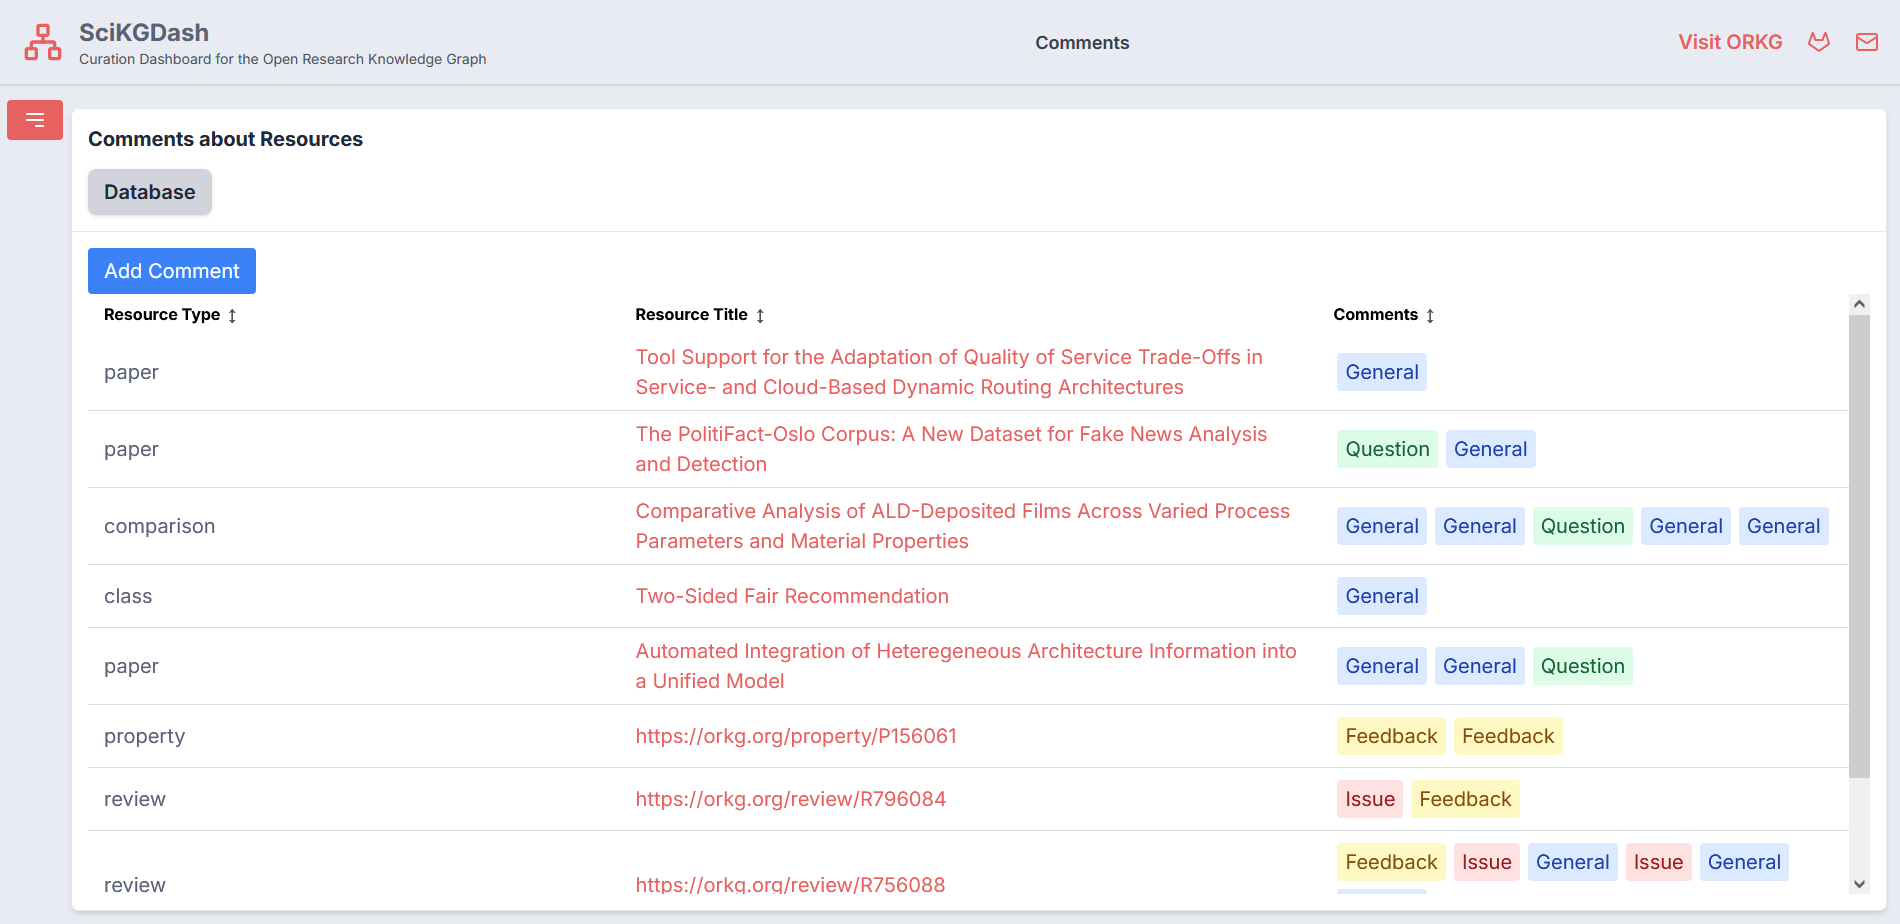 SciKGDash
Curation Dashboard for the Open Research Knowledge Graph
Comments
Visit ORKG
Comments about Resources
Database
Add Comment
Resource Type Resource Title Comments
paper
Tool Support for the Adaptation of Quality of Service Trade-Offs in
Service- and Cloud-Based Dynamic Routing Architectures
General
paper
The PolitiFact-Oslo Corpus: A New Dataset for Fake News Analysis
and Detection
Question General
comparison
Comparative Analysis of ALD-Deposited Films Across Varied Process
Parameters and Material Properties
General General Question General General
class
Two-Sided Fair Recommendation
General
paper
Automated Integration of Heteregeneous Architecture Information into
a Unified Model
General General Question
property
https://orkg.org/property/P156061
Feedback Feedback
review
https://orkg.org/review/R796084
Issue Feedback
review
https://orkg.org/review/R756088
Feedback Issue General Issue General